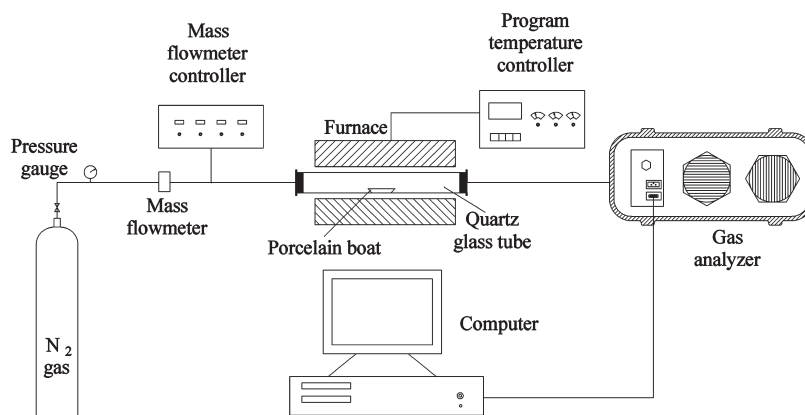 Mass
flowmeter
controller
Program
temperature
controller
Furnace
Pressure
gauge
Mass
flowmeter
Porcelain boat
Quartz
glass tube
Gas
analyzer
Computer
N 2
gas